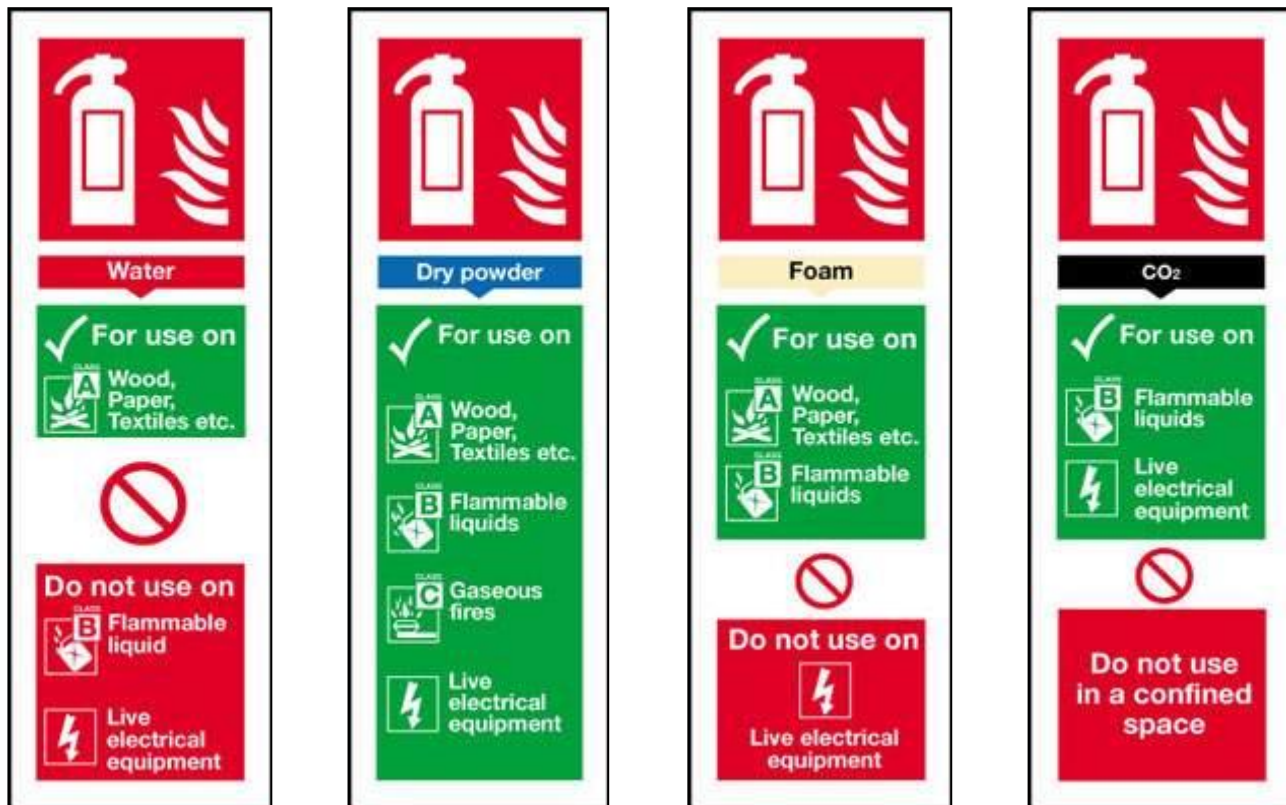 Water
For use on
CLASS
A
Wood,
Paper,
Textiles etc.
Do not use on
CLASS
B
Flammable
liquid
Live
electrical
equipment
Dry powder
For use on
CLASS
A
Wood,
Paper,
Textiles etc.
CLASS
B
Flammable
liquids
CLASS
C
Gaseous
fires
Live
electrical
equipment
Foam
For use on
CLASS
A
Wood,
Paper,
Textiles etc.
CLASS
B
Flammable
liquids
Do not use on
Live electrical
equipment
CO₂
For use on
CLASS
B
Flammable
liquids
Live
electrical
equipment
Do not use
in a confined
space